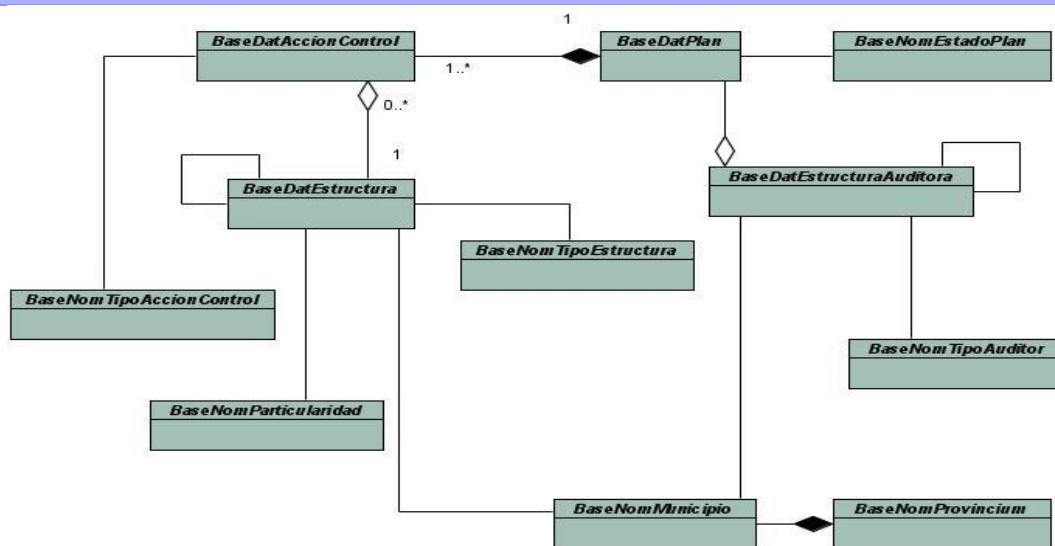 1
BaseDatAccionControl
BaseDatPlan
BaseNomEstadoPlan
1..*
0..*
1
BaseDatEstructura
BaseDatEstructuraAuditora
BaseNomTipoEstructura
BaseNomTipoAccionControl
BaseNomTipoAuditor
BaseNomParticularidad
BaseNomMunicipio
BaseNomProvincium